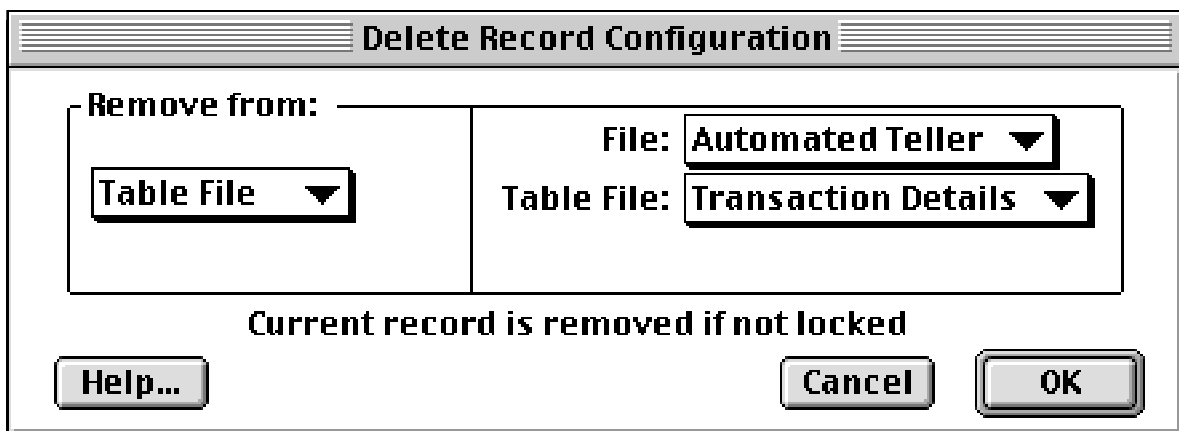 Delete Record Configuration
Remove from:
Table File
File: Automated Teller
Table File: Transaction Details
Current record is removed if not locked
Help... Cancel OK